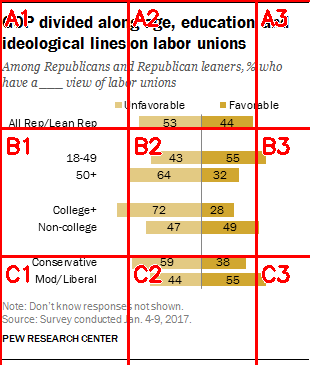 GOP divided along age, education and
ideological lines on labor unions
Among Republicans and Republican leaners, % who
have a ___ view of labor unions
Unfavorable Favorable
All Rep/Lean Rep 53 44
18-49 43 55
50+ 64 32
College+ 72 28
Non-college 47 49
Conservative 59 38
Mod/Liberal 44 55
Note: Don't know responses not shown.
Source: Survey conducted Jan. 4-9, 2017.
PEW RESEARCH CENTER
A1 A2 A3
B1 B2 B3
C1 C2 C3